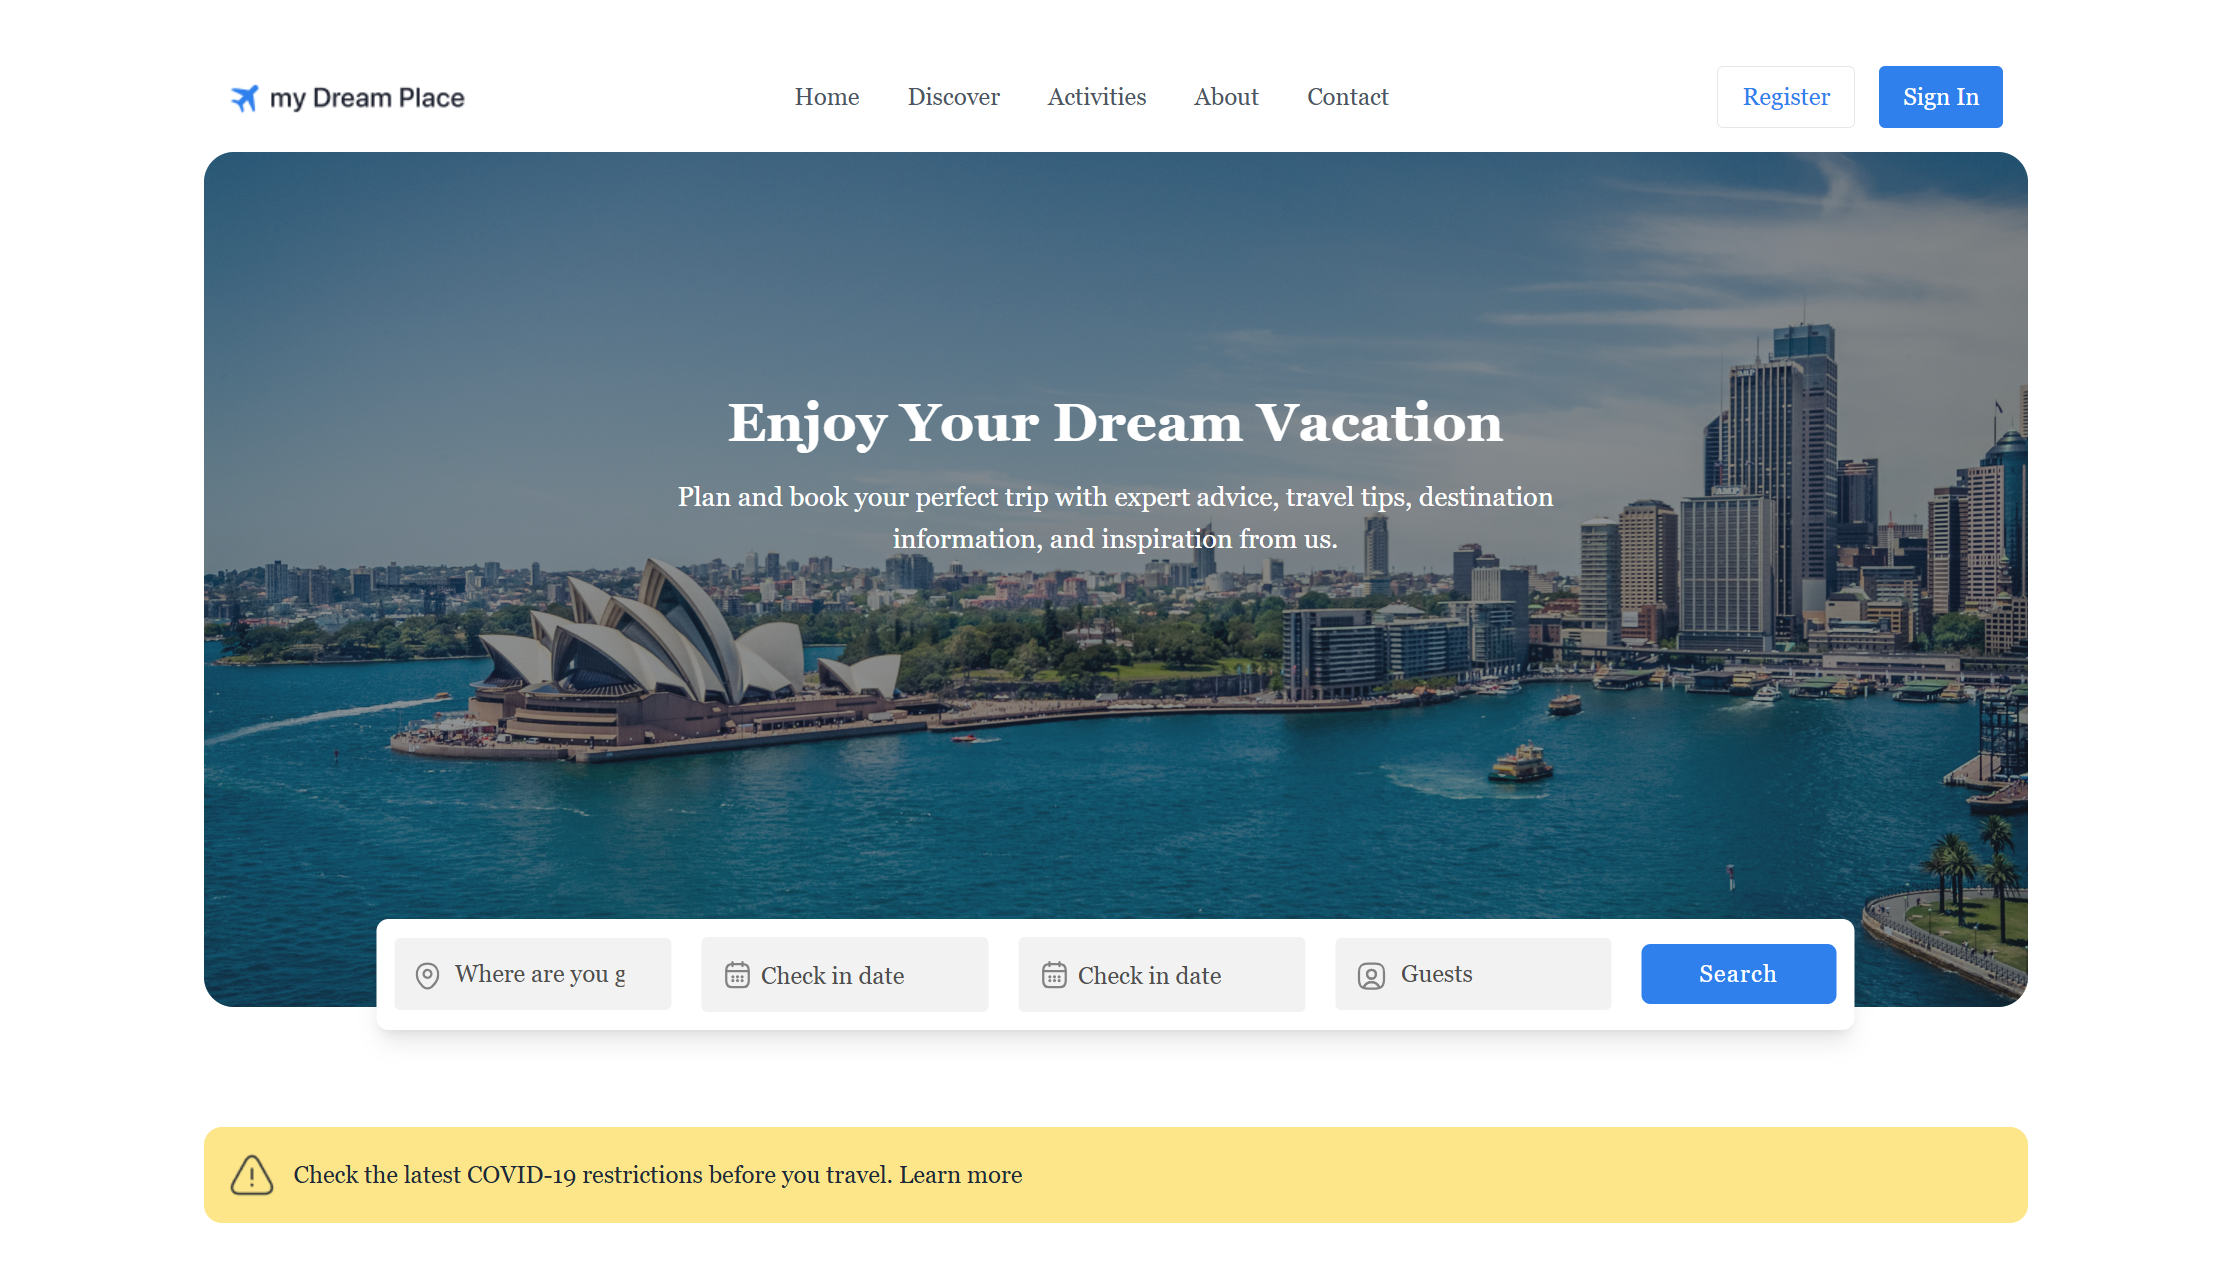 my Dream Place
Home Discover Activities About Contact
Register Sign In
Enjoy Your Dream Vacation
Plan and book your perfect trip with expert advice, travel tips, destination
information, and inspiration from us.
AMP
AMP
Where are you g
Check in date
Check in date
Guests
Search
Check the latest COVID-19 restrictions before you travel. Learn more